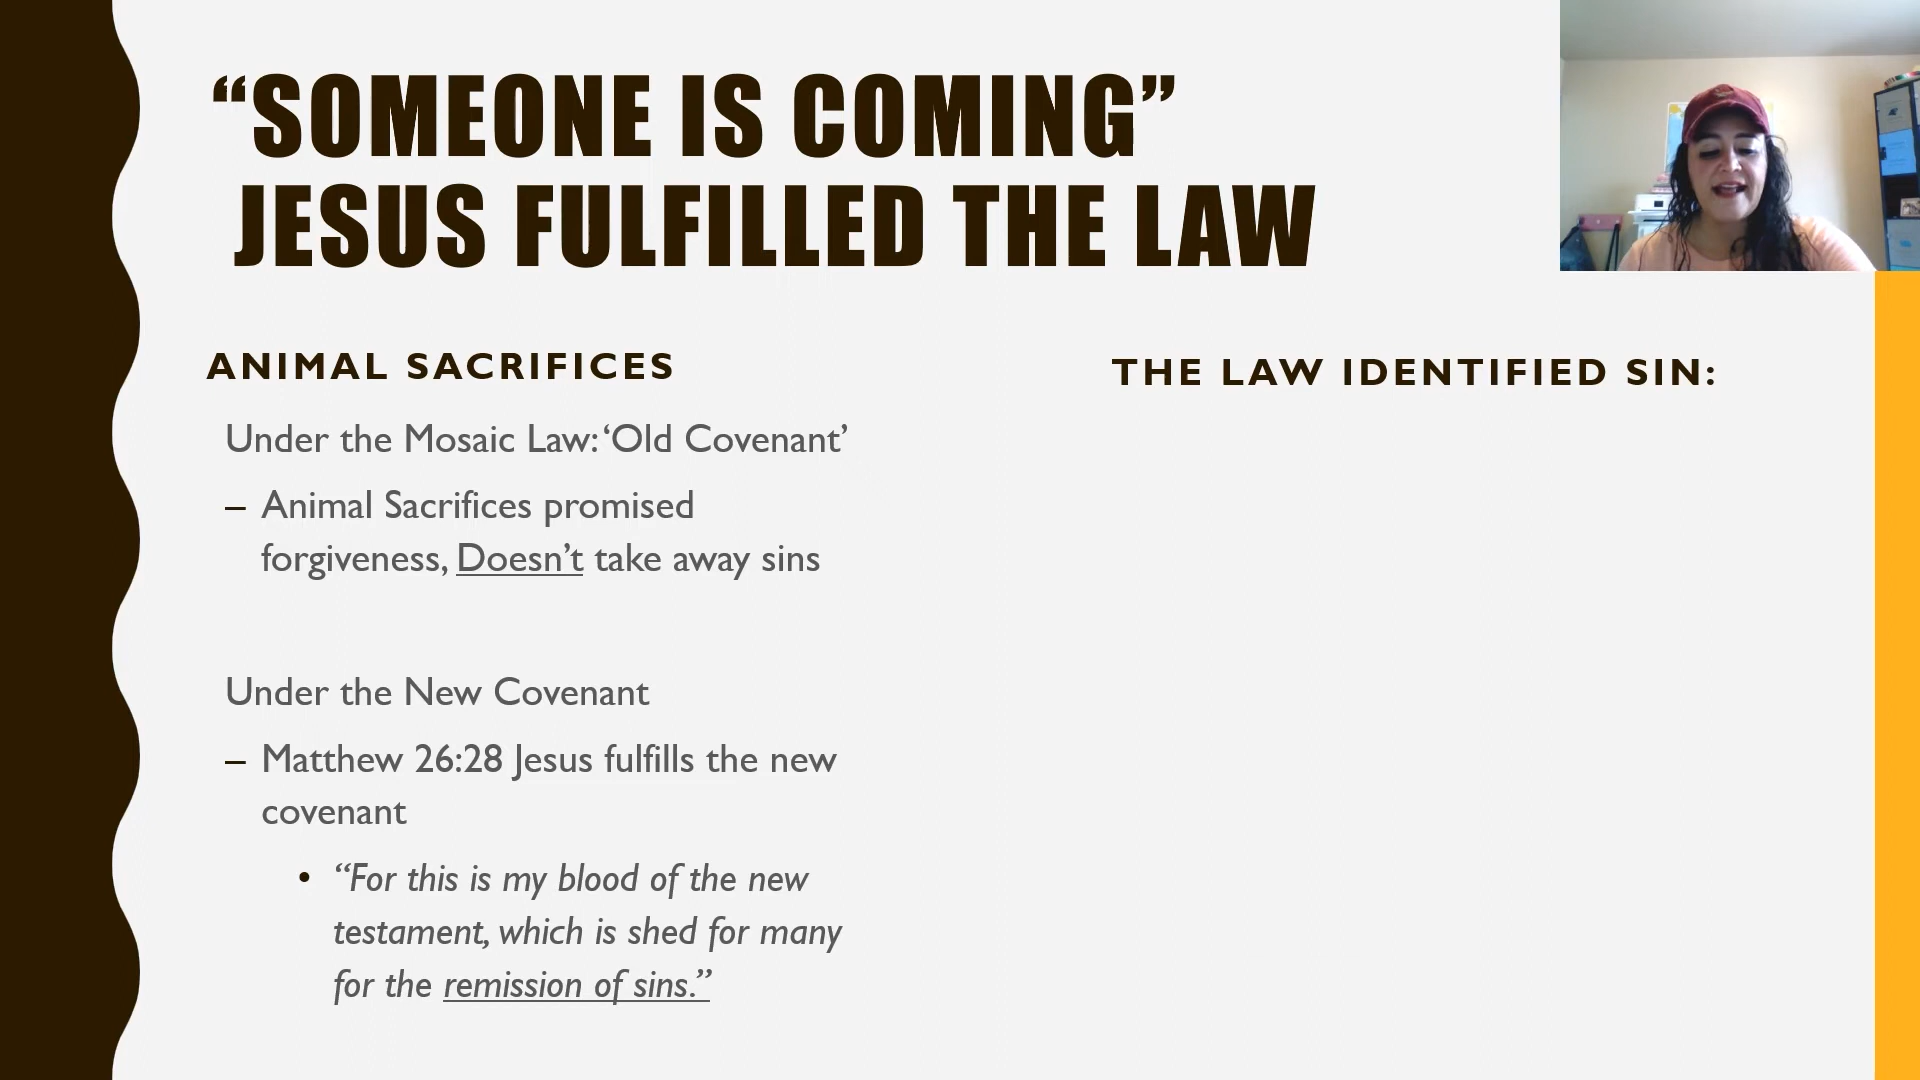 “SOMEONE IS COMING”
JESUS FULFILLED THE LAW
ANIMAL SACRIFICES
Under the Mosaic Law: ‘Old Covenant’
– Animal Sacrifices promised
forgiveness, Doesn’t take away sins
Under the New Covenant
– Matthew 26:28 Jesus fulfills the new
covenant
• “For this is my blood of the new
testament, which is shed for many
for the remission of sins.”
THE LAW IDENTIFIED SIN: